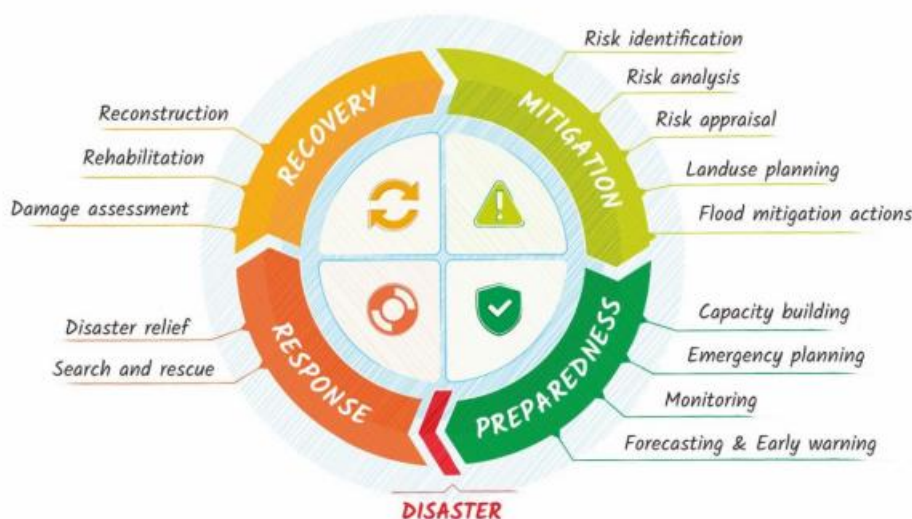 Risk identification
Risk analysis
Risk appraisal
Landuse planning
Flood mitigation actions
MITIGATION
Capacity building
Emergency planning
Monitoring
Forecasting & Early warning
PREPAREDNESS
DISASTER
RESPONSE
Disaster relief
Search and rescue
RECOVERY
Reconstruction
Rehabilitation
Damage assessment